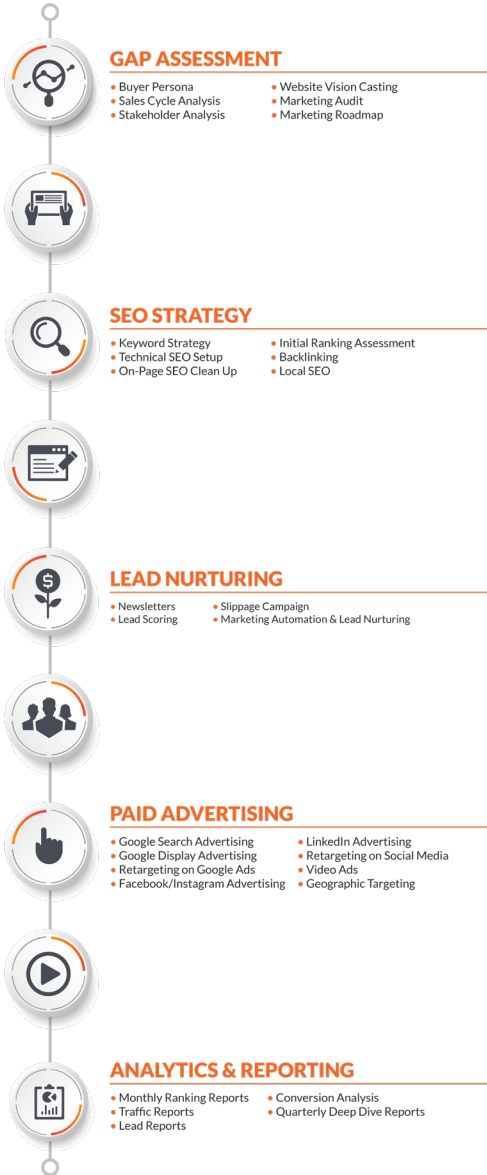 GAP ASSESSMENT
• Buyer Persona
• Sales Cycle Analysis
• Stakeholder Analysis
• Website Vision Casting
• Marketing Audit
• Marketing Roadmap
SEO STRATEGY
• Keyword Strategy
• Technical SEO Setup
• On-Page SEO Clean Up
• Initial Ranking Assessment
• Backlinking
• Local SEO
LEAD NURTURING
• Newsletters
• Lead Scoring
• Slippage Campaign
• Marketing Automation & Lead Nurturing
PAID ADVERTISING
• Google Search Advertising
• Google Display Advertising
• Retargeting on Google Ads
• Facebook/Instagram Advertising
• LinkedIn Advertising
• Retargeting on Social Media
• Video Ads
• Geographic Targeting
ANALYTICS & REPORTING
• Monthly Ranking Reports
• Traffic Reports
• Lead Reports
• Conversion Analysis
• Quarterly Deep Dive Reports